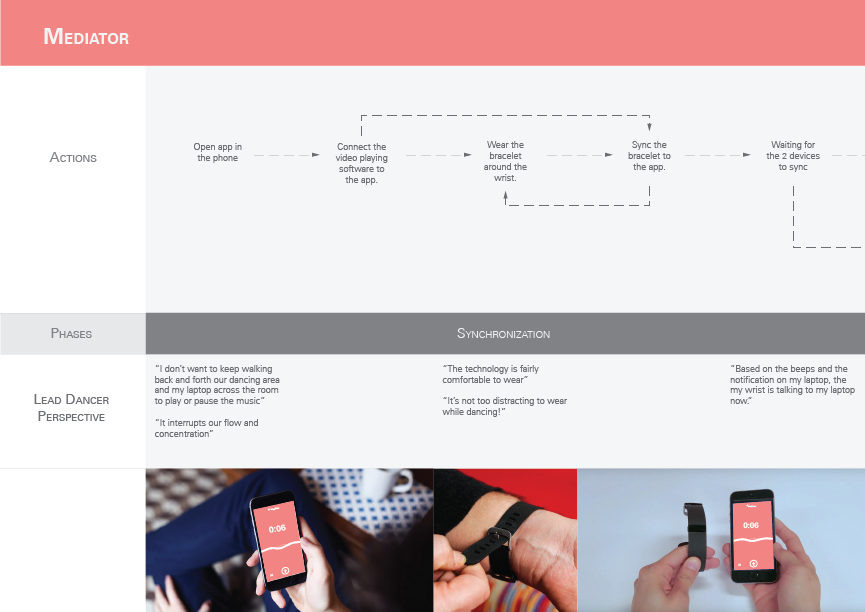 MEDIATOR
ACTIONS
Open app in
the phone
Connect the
video playing
software to
the app.
Wear the
bracelet
around the
wrist.
Sync the
bracelet to
the app.
Waiting for
the 2 devices
to sync
PHASES
SYNCHRONIZATION
LEAD DANCER
PERSPECTIVE
“I don’t want to keep walking
back and forth our dancing area
and my laptop across the room
to play or pause the music”
“It interrupts our flow and
concentration”
“The technology is fairly
comfortable to wear”
“It’s not too distracting to wear
while dancing!”
“Based on the beeps and the
notification on my laptop, the
my wrist is talking to my laptop
now.”
0:06
0:06